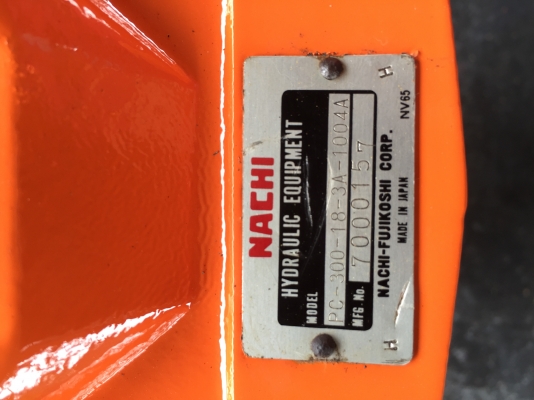 NACHI
HYDRAULIC EQUIPMENT
MODEL PC-300-18-3A-1004A
MFG. No. 7000157
NACHI-FUJIKOSHI CORP.
MADE IN JAPAN NV65
H H